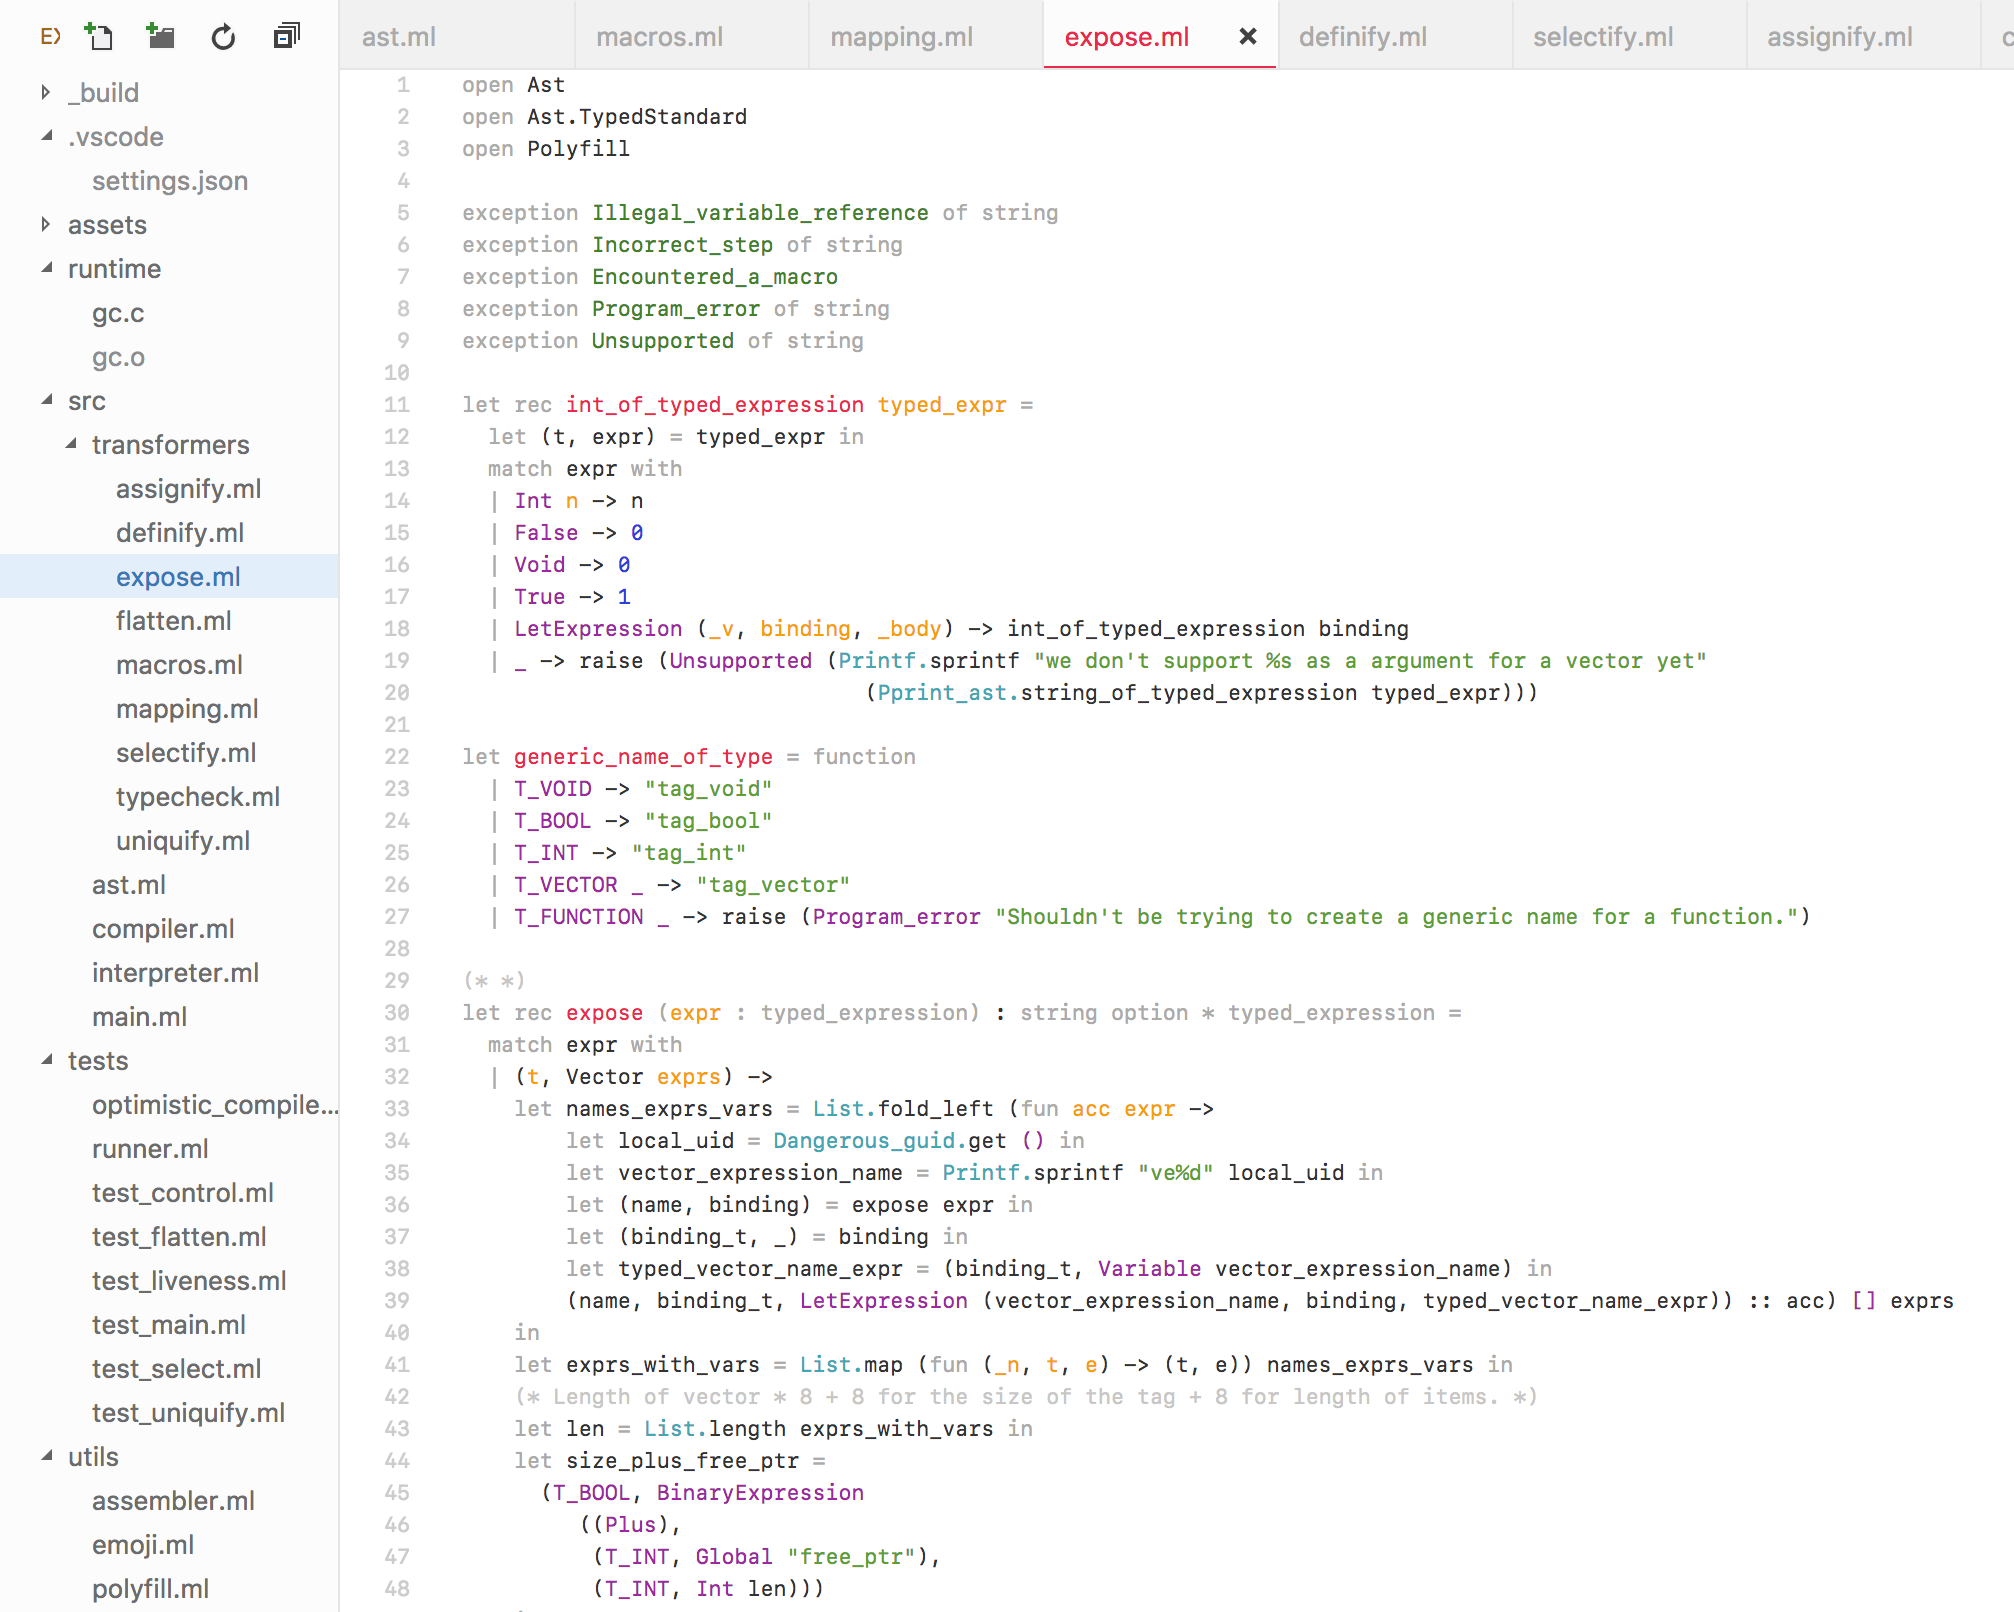 EX
_build
.vscode
settings.json
assets
runtime
gc.c
gc.o
src
transformers
assignify.ml
definify.ml
expose.ml
flatten.ml
macros.ml
mapping.ml
selectify.ml
typecheck.ml
uniquify.ml
ast.ml
compiler.ml
interpreter.ml
main.ml
tests
optimistic_compile...
runner.ml
test_control.ml
test_flatten.ml
test_liveness.ml
test_main.ml
test_select.ml
test_uniquify.ml
utils
assembler.ml
emoji.ml
polyfill.ml
ast.ml macros.ml mapping.ml expose.ml definify.ml selectify.ml assignify.ml
1 open Ast
2 open Ast.TypedStandard
3 open Polyfill
4
5 exception Illegal_variable_reference of string
6 exception Incorrect_step of string
7 exception Encountered_a_macro
8 exception Program_error of string
9 exception Unsupported of string
10
11 let rec int_of_typed_expression typed_expr =
12   let (t, expr) = typed_expr in
13   match expr with
14   | Int n -> n
15   | False -> 0
16   | Void -> 0
17   | True -> 1
18   | LetExpression (_v, binding, _body) -> int_of_typed_expression binding
19   | _ -> raise (Unsupported (Printf.sprintf "we don't support %s as a argument for a vector yet"
20                                (Pprint_ast.string_of_typed_expression typed_expr)))
21
22 let generic_name_of_type = function
23   | T_VOID -> "tag_void"
24   | T_BOOL -> "tag_bool"
25   | T_INT -> "tag_int"
26   | T_VECTOR _ -> "tag_vector"
27   | T_FUNCTION _ -> raise (Program_error "Shouldn't be trying to create a generic name for a function.")
28
29 (* *)
30 let rec expose (expr : typed_expression) : string option * typed_expression =
31   match expr with
32   | (t, Vector exprs) ->
33     let names_exprs_vars = List.fold_left (fun acc expr ->
34         let local_uid = Dangerous_guid.get () in
35         let vector_expression_name = Printf.sprintf "ve%d" local_uid in
36         let (name, binding) = expose expr in
37         let (binding_t, _) = binding in
38         let typed_vector_name_expr = (binding_t, Variable vector_expression_name) in
39         (name, binding_t, LetExpression (vector_expression_name, binding, typed_vector_name_expr)) :: acc) [] exprs
40     in
41     let exprs_with_vars = List.map (fun (_n, t, e) -> (t, e)) names_exprs_vars in
42     (* Length of vector * 8 + 8 for the size of the tag + 8 for length of items. *)
43     let len = List.length exprs_with_vars in
44     let size_plus_free_ptr =
45       (T_BOOL, BinaryExpression
46          ((Plus),
47           (T_INT, Global "free_ptr"),
48           (T_INT, Int len)))